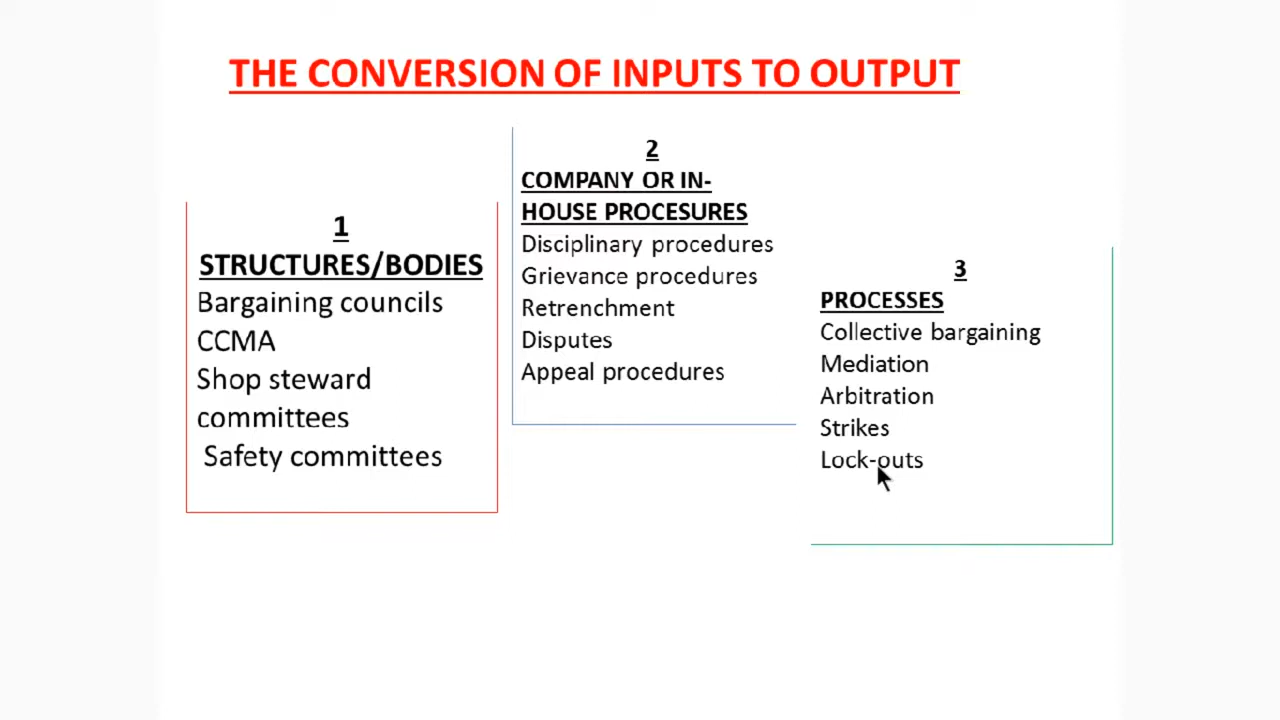 THE CONVERSION OF INPUTS TO OUTPUT
1
STRUCTURES/BODIES
Bargaining councils
CCMA
Shop steward
committees
Safety committees
2
COMPANY OR IN-
HOUSE PROCESURES
Disciplinary procedures
Grievance procedures
Retrenchment
Disputes
Appeal procedures
3
PROCESSES
Collective bargaining
Mediation
Arbitration
Strikes
Lock-outs